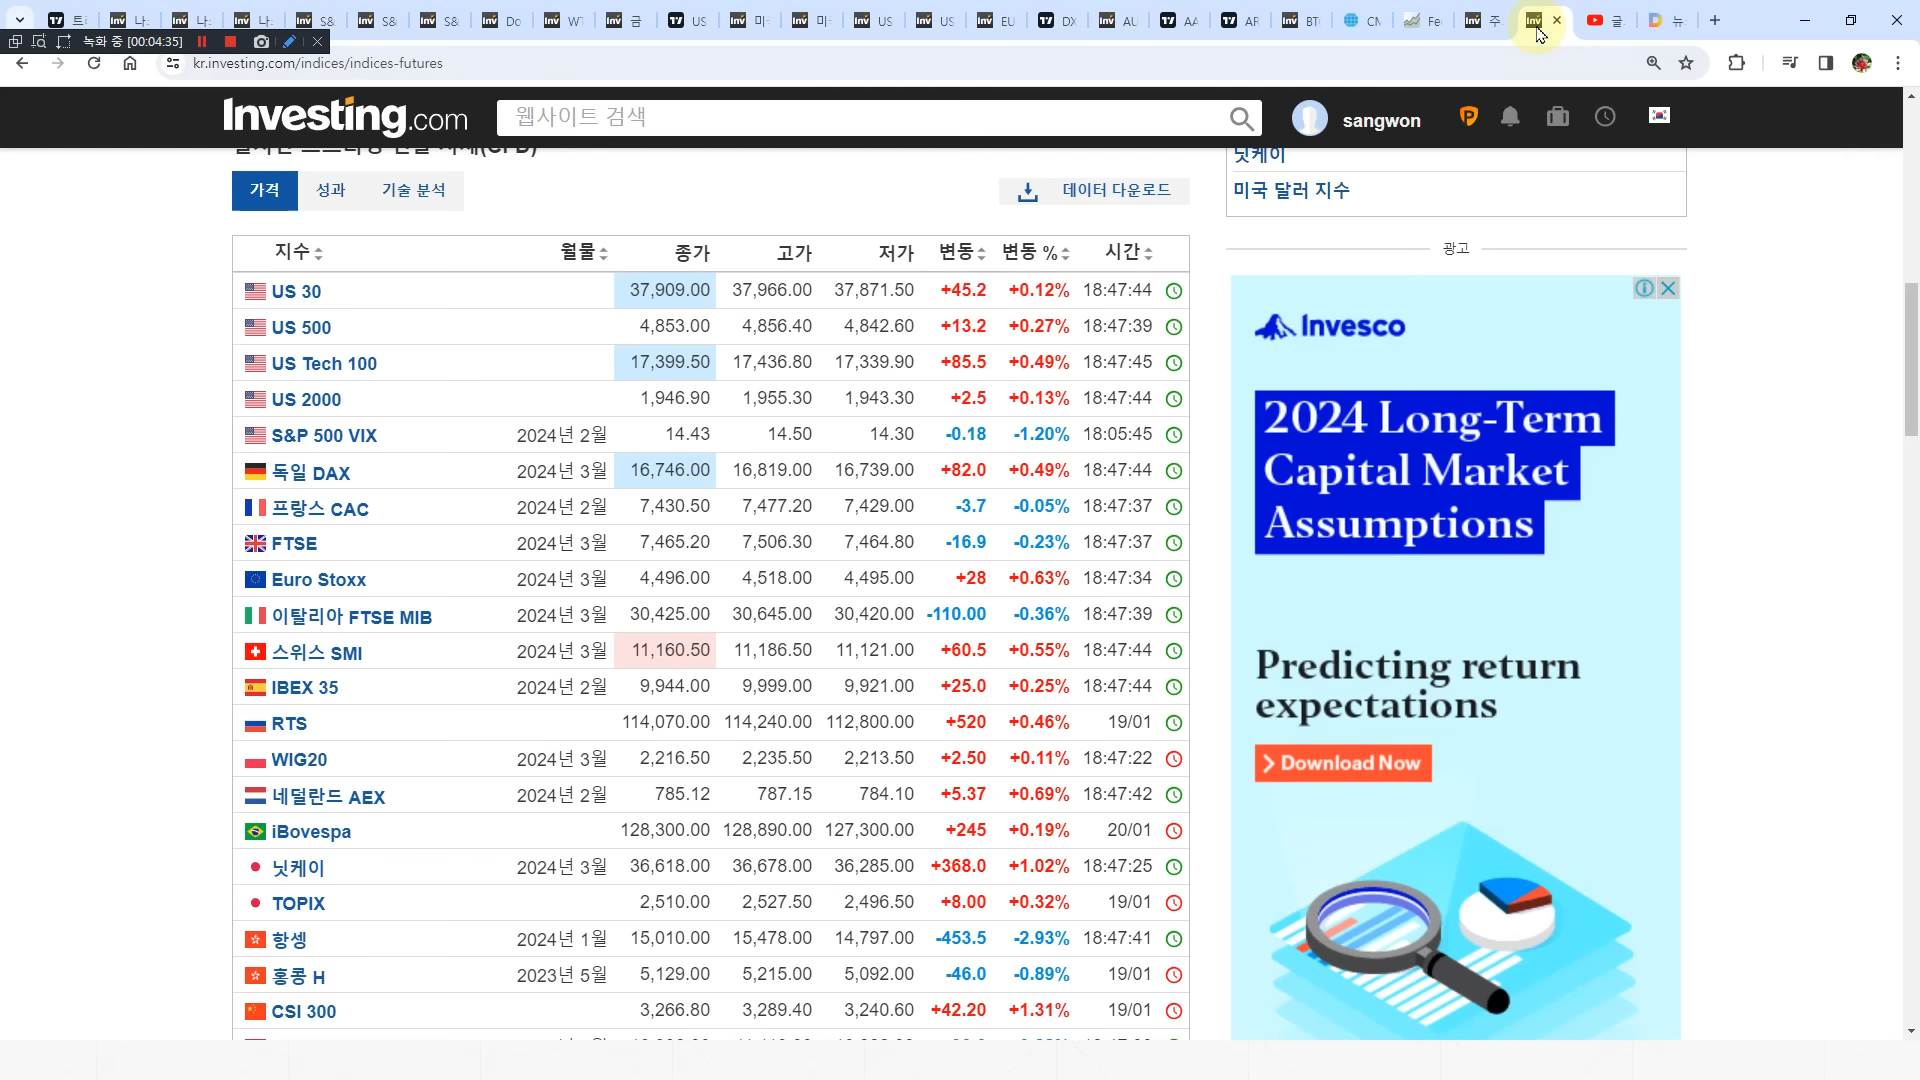 트
나
나
나
S&
S&
S&
Do
WT
금
US
미
미
US
US
EU
DX
AU
AA
AR
BT
CM
Fe
주
글
뉴
녹화 중 [00:04:35]
kr.investing.com/indices/indices-futures
Investing.com
웹사이트 검색
sangwon
가격 성과 기술 분석
데이터 다운로드
닛케이
미국 달러 지수
광고
지수 월물 종가 고가 저가 변동 변동 % 시간
US 30 37,909.00 37,966.00 37,871.50 +45.2 +0.12% 18:47:44
US 500 4,853.00 4,856.40 4,842.60 +13.2 +0.27% 18:47:39
US Tech 100 17,399.50 17,436.80 17,339.90 +85.5 +0.49% 18:47:45
US 2000 1,946.90 1,955.30 1,943.30 +2.5 +0.13% 18:47:44
S&P 500 VIX 2024년 2월 14.43 14.50 14.30 -0.18 -1.20% 18:05:45
독일 DAX 2024년 3월 16,746.00 16,819.00 16,739.00 +82.0 +0.49% 18:47:44
프랑스 CAC 2024년 2월 7,430.50 7,477.20 7,429.00 -3.7 -0.05% 18:47:37
FTSE 2024년 3월 7,465.20 7,506.30 7,464.80 -16.9 -0.23% 18:47:37
Euro Stoxx 2024년 3월 4,496.00 4,518.00 4,495.00 +28 +0.63% 18:47:34
이탈리아 FTSE MIB 2024년 3월 30,425.00 30,645.00 30,420.00 -110.00 -0.36% 18:47:39
스위스 SMI 2024년 3월 11,160.50 11,186.50 11,121.00 +60.5 +0.55% 18:47:44
IBEX 35 2024년 2월 9,944.00 9,999.00 9,921.00 +25.0 +0.25% 18:47:44
RTS 114,070.00 114,240.00 112,800.00 +520 +0.46% 19/01
WIG20 2024년 3월 2,216.50 2,235.50 2,213.50 +2.50 +0.11% 18:47:22
네덜란드 AEX 2024년 2월 785.12 787.15 784.10 +5.37 +0.69% 18:47:42
iBovespa 128,300.00 128,890.00 127,300.00 +245 +0.19% 20/01
닛케이 2024년 3월 36,618.00 36,678.00 36,285.00 +368.0 +1.02% 18:47:25
TOPIX 2,510.00 2,527.50 2,496.50 +8.00 +0.32% 19/01
항셍 2024년 1월 15,010.00 15,478.00 14,797.00 -453.5 -2.93% 18:47:41
홍콩 H 2023년 5월 5,129.00 5,215.00 5,092.00 -46.0 -0.89% 19/01
CSI 300 3,266.80 3,289.40 3,240.60 +42.20 +1.31% 19/01
Invesco
2024 Long-Term
Capital Market
Assumptions
Predicting return
expectations
Download Now